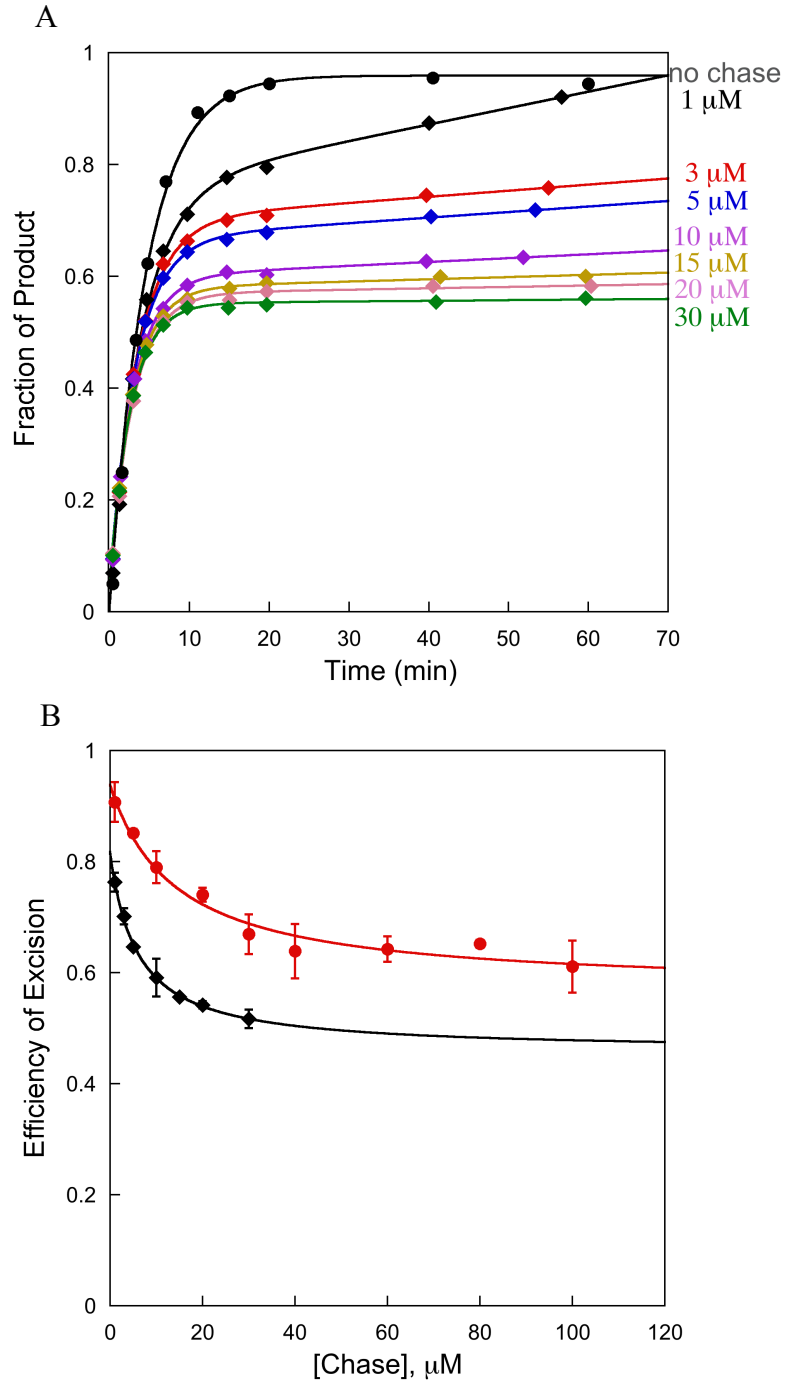 A
1
no chase
1 μM
0.8
3 μM
5 μM
10 μM
15 μM
20 μM
30 μM
0.6
0.4
0.2
0
Fraction of Product
0 10 20 30 40 50 60 70
Time (min)
B
1
0.8
0.6
0.4
0.2
0
Efficiency of Excision
0 20 40 60 80 100 120
[Chase], μM